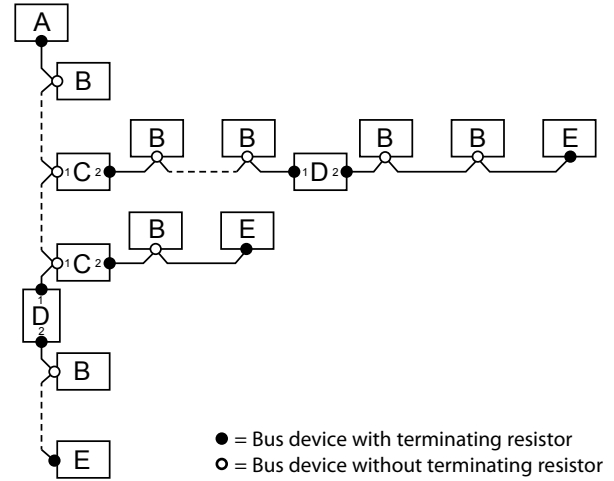 A
B
B B B B E
1 C 2 1 D 2
B E
1 C 2
1
D
2
B
E
● = Bus device with terminating resistor
○ = Bus device without terminating resistor